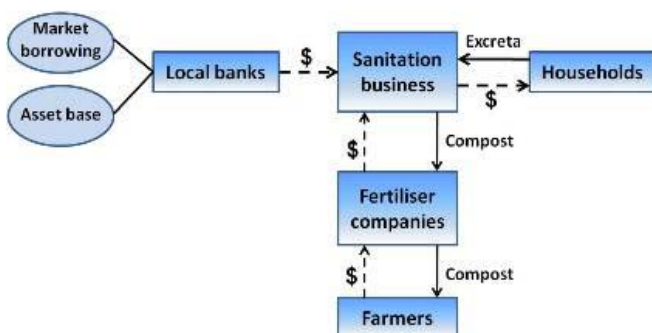 Market
borrowing
Local banks
Asset base
$
Sanitation
business
Excreta
$
Households
$
Compost
Fertiliser
companies
$
Compost
Farmers